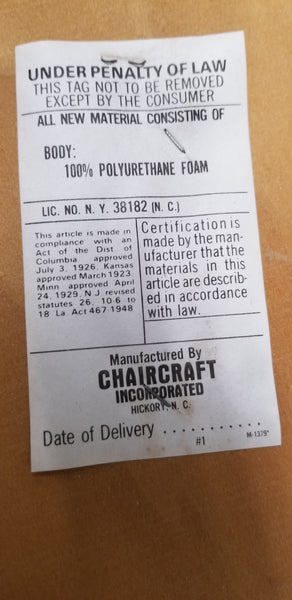 UNDER PENALTY OF LAW
THIS TAG NOT TO BE REMOVED
EXCEPT BY THE CONSUMER
ALL NEW MATERIAL CONSISTING OF
BODY:
100% POLYURETHANE FOAM
LIC. NO. N. Y. 38182 (N. C.)
This article is made in
compliance with an
Act of the Dist. of
Columbia approved
July 3, 1926. Kansas
approved March 1923.
Minn approved April
24, 1929. N J revised
statutes 26, 10-6 to
18 La Act 467-1948
Certification is
made by the man-
ufacturer that the
materials in this
article are describ-
ed in accordance
with law.
Manufactured By
CHAIRCRAFT
INCORPORATED
HICKORY, N. C.
Date of Delivery ...........
#1 M-1379*